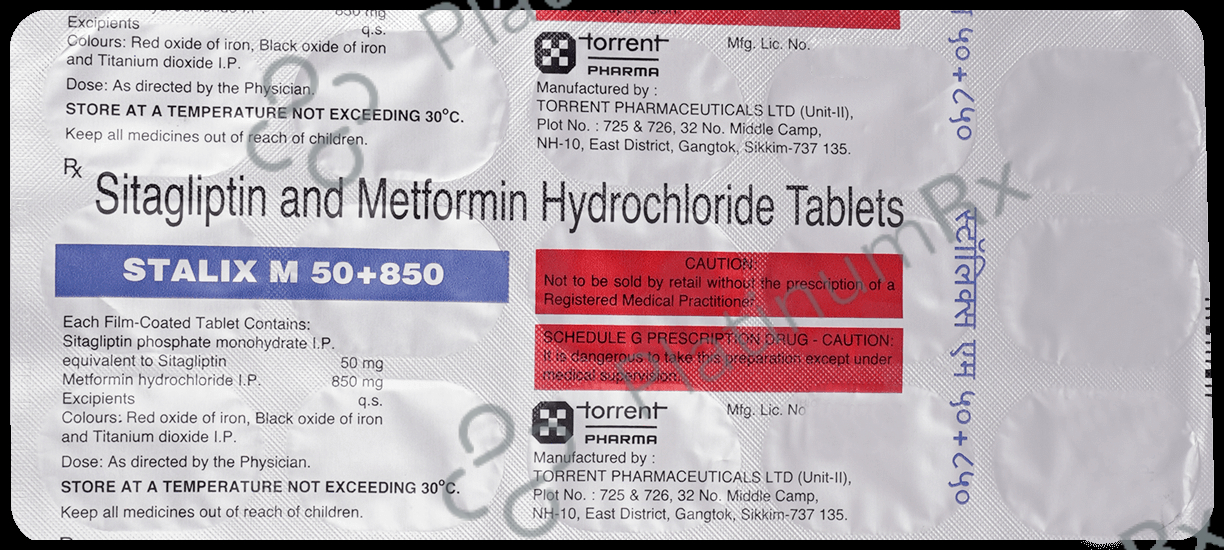 850 mg
Excipients q.s.
Colours: Red oxide of iron, Black oxide of iron
and Titanium dioxide I.P.
Dose: As directed by the Physician.
STORE AT A TEMPERATURE NOT EXCEEDING 30°C.
Keep all medicines out of reach of children.
torrent
PHARMA
Mfg. Lic. No.
Manufactured by :
TORRENT PHARMACEUTICALS LTD (Unit-II),
Plot No. : 725 & 726, 32 No. Middle Camp,
NH-10, East District, Gangtok, Sikkim-737 135.
Rx
Sitagliptin and Metformin Hydrochloride Tablets
STALIX M 50+850
Each Film-Coated Tablet Contains:
Sitagliptin phosphate monohydrate I.P.
equivalent to Sitagliptin 50 mg
Metformin hydrochloride I.P. 850 mg
Excipients q.s.
Colours: Red oxide of iron, Black oxide of iron
and Titanium dioxide I.P.
Dose: As directed by the Physician.
STORE AT A TEMPERATURE NOT EXCEEDING 30°C.
Keep all medicines out of reach of children.
CAUTION:
Not to be sold by retail without the prescription of a
Registered Medical Practitioner.
SCHEDULE G PRESCRIPTION DRUG - CAUTION:
It is dangerous to take this preparation except under
medical supervision.
torrent
PHARMA
Mfg. Lic. No
Manufactured by :
TORRENT PHARMACEUTICALS LTD (Unit-II),
Plot No. : 725 & 726, 32 No. Middle Camp,
NH-10, East District, Gangtok, Sikkim-737 135.
५०+८५०
स्टॅलिक्स एम ५०+८५०
PlatinumRx